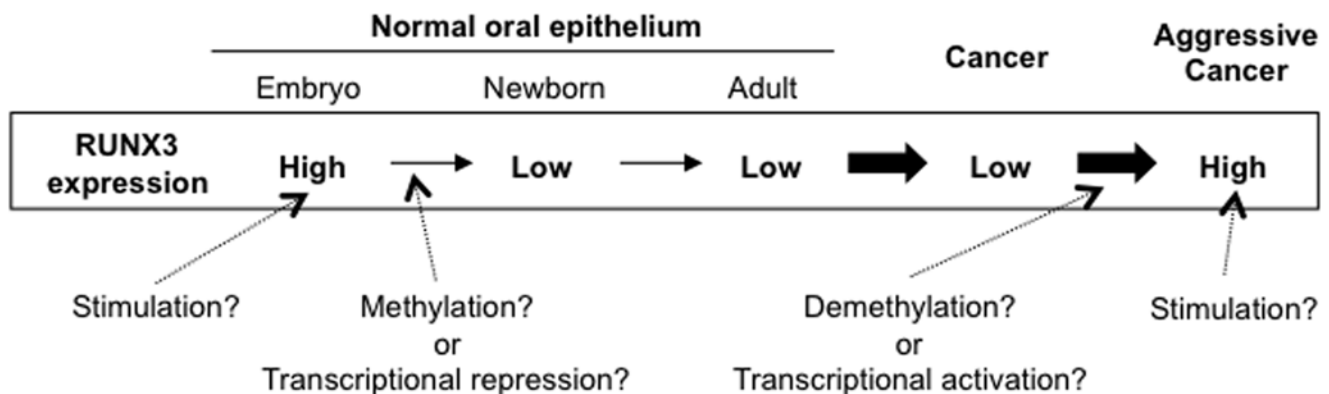 Normal oral epithelium
Cancer
Aggressive
Cancer
Embryo
Newborn
Adult
RUNX3
expression
High
Low
Low
Low
High
Stimulation?
Methylation?
or
Transcriptional repression?
Demethylation?
or
Transcriptional activation?
Stimulation?